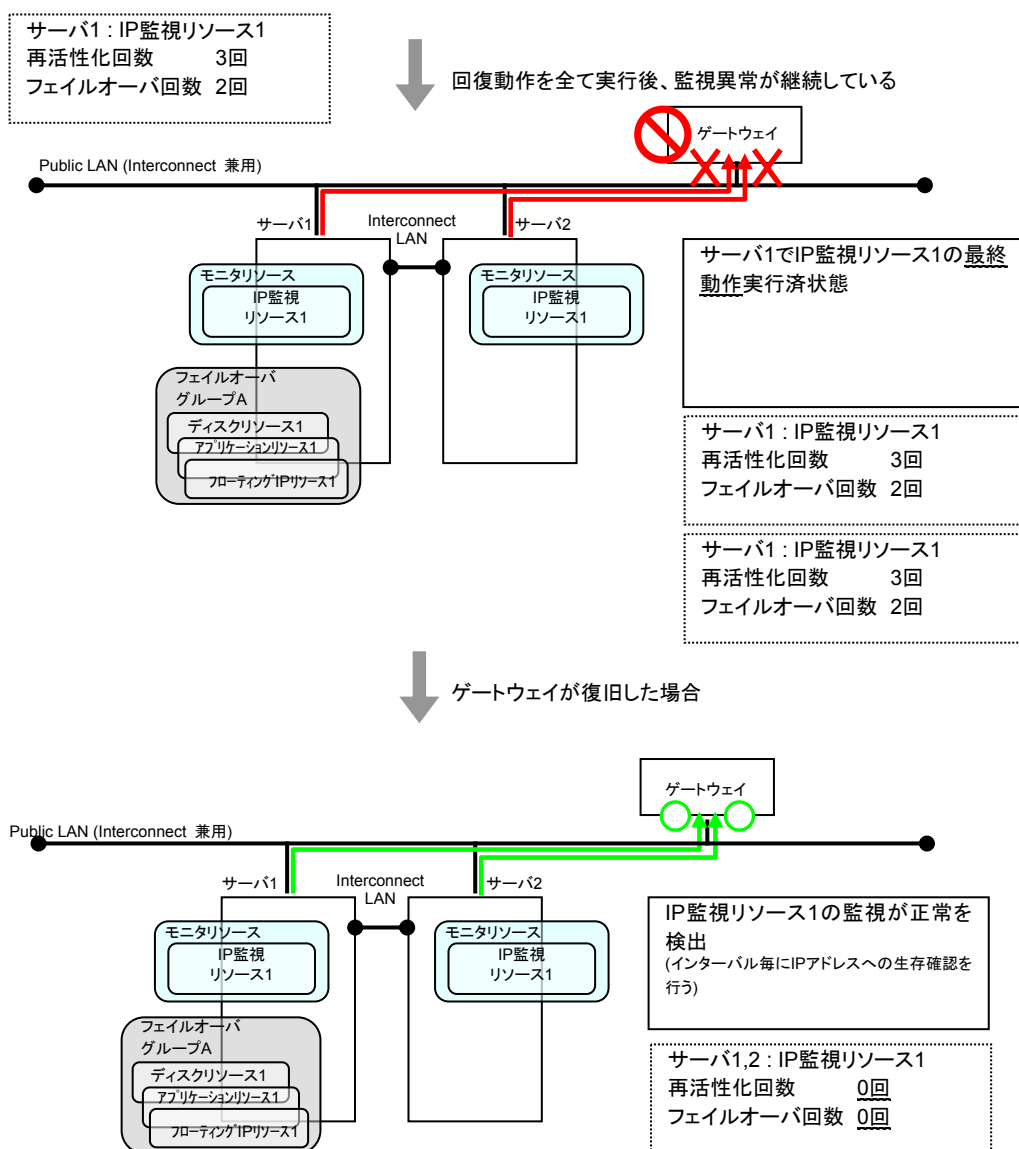 サーバ1 : IP監視リソース1
再活性化回数 3回
フェイルオーバ回数 2回
回復動作を全て実行後、監視異常が継続している
ゲートウェイ
Public LAN (Interconnect 兼用)
サーバ1
Interconnect
LAN
サーバ2
モニタリソース
IP監視
リソース1
モニタリソース
IP監視
リソース1
フェイルオーバ
グループA
ディスクリソース1
アプリケーションリソース1
フローティングIPリソース1
サーバ1でIP監視リソース1の最終
動作実行済状態
サーバ1 : IP監視リソース1
再活性化回数 3回
フェイルオーバ回数 2回
サーバ1 : IP監視リソース1
再活性化回数 3回
フェイルオーバ回数 2回
ゲートウェイが復旧した場合
ゲートウェイ
Public LAN (Interconnect 兼用)
サーバ1
Interconnect
LAN
サーバ2
モニタリソース
IP監視
リソース1
モニタリソース
IP監視
リソース1
フェイルオーバ
グループA
ディスクリソース1
アプリケーションリソース1
フローティングIPリソース1
IP監視リソース1の監視が正常を
検出
(インターバル毎にIPアドレスへの生存確認を
行う)
サーバ1,2 : IP監視リソース1
再活性化回数 0回
フェイルオーバ回数 0回